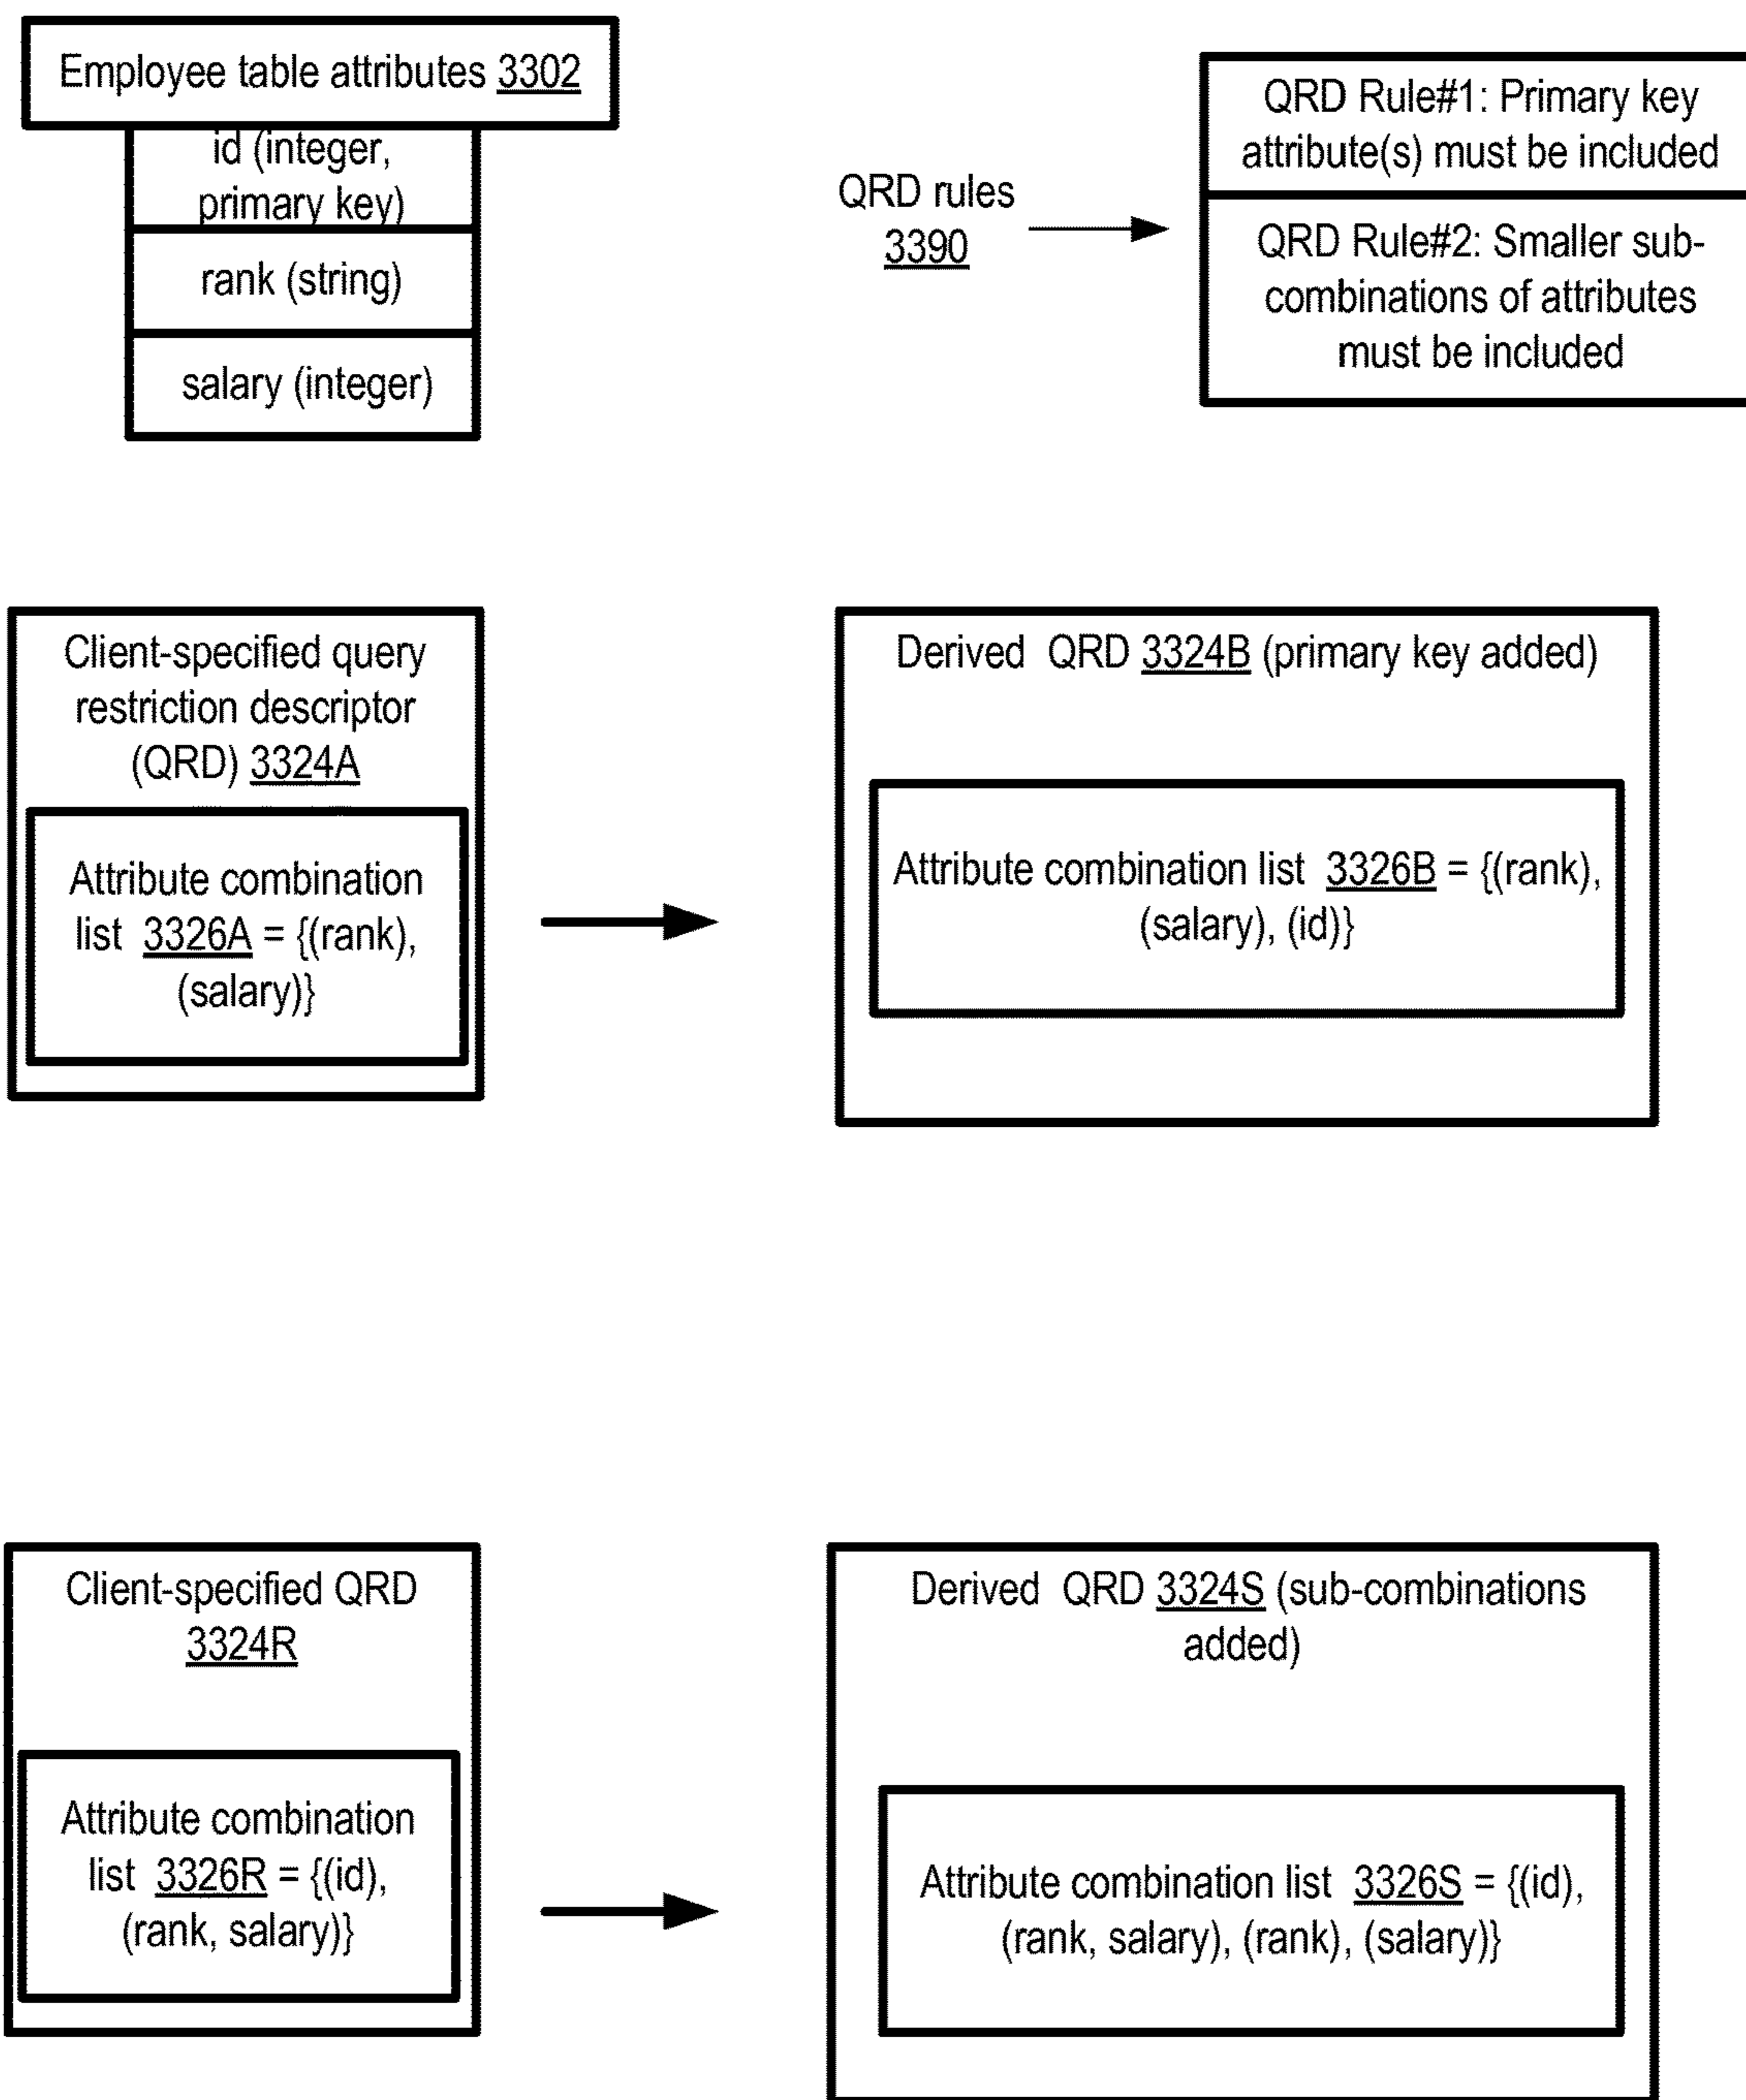 Employee table attributes 3302
id (integer,
primary key)
rank (string)
salary (integer)
QRD rules
3390
QRD Rule#1: Primary key
attribute(s) must be included
QRD Rule#2: Smaller sub-
combinations of attributes
must be included
Client-specified query
restriction descriptor
(QRD) 3324A
Attribute combination
list 3326A = {(rank),
(salary)}
Derived QRD 3324B (primary key added)
Attribute combination list 3326B = {(rank),
(salary), (id)}
Client-specified QRD
3324R
Attribute combination
list 3326R = {(id),
(rank, salary)}
Derived QRD 3324S (sub-combinations
added)
Attribute combination list 3326S = {(id),
(rank, salary), (rank), (salary)}